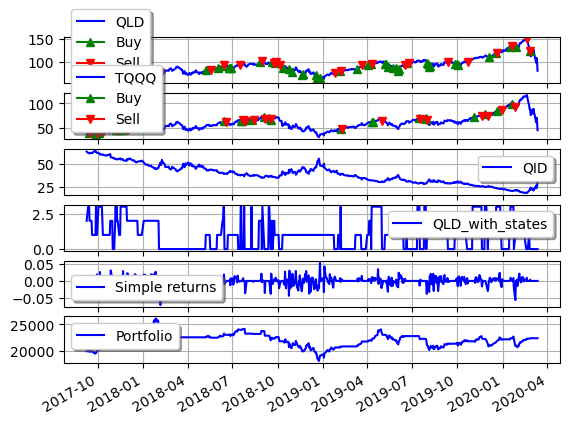 QLD
Buy
Sell
150
100
TQQQ
Buy
Sell
100
50
QID
50
25
QLD_with_states
2.5
0.0
Simple returns
0.05
0.00
−0.05
Portfolio
25000
20000
2017-10
2018-01
2018-04
2018-07
2018-10
2019-01
2019-04
2019-07
2019-10
2020-01
2020-04